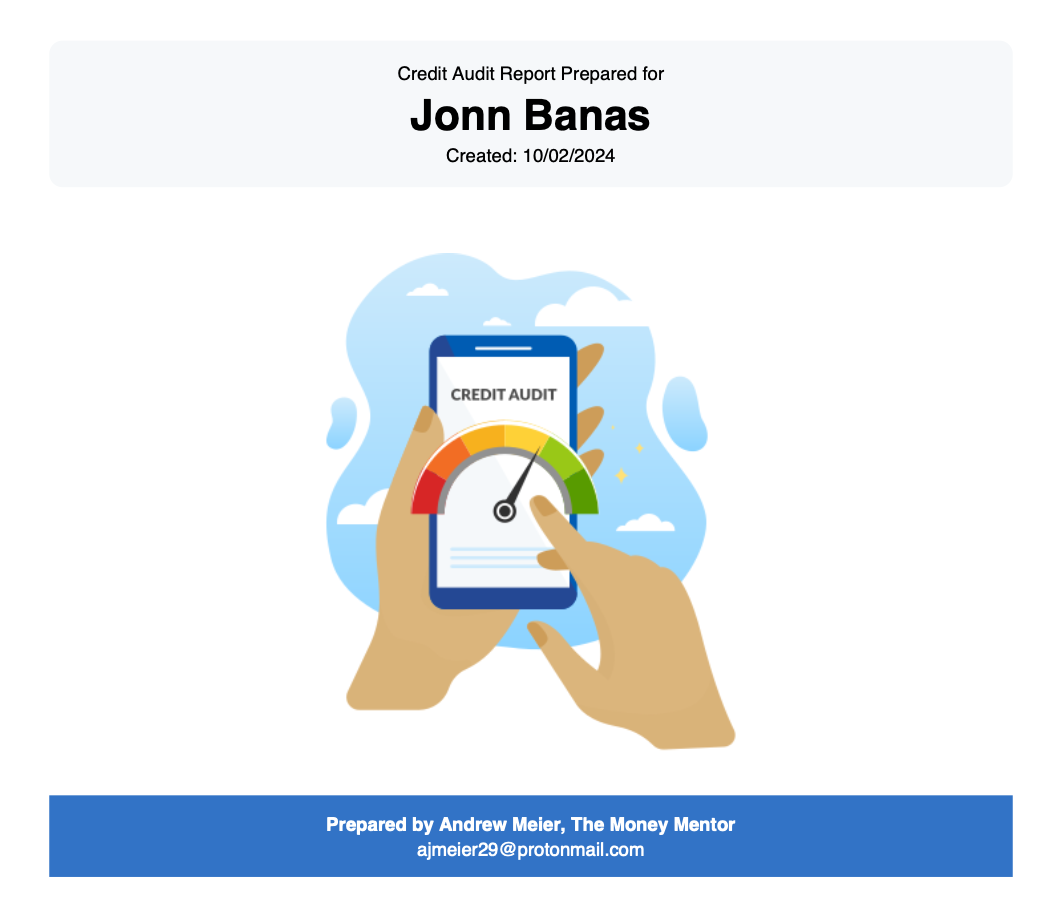 Credit Audit Report Prepared for
Jonn Banas
Created: 10/02/2024
CREDIT AUDIT
Prepared by Andrew Meier, The Money Mentor
ajmeier29@protonmail.com